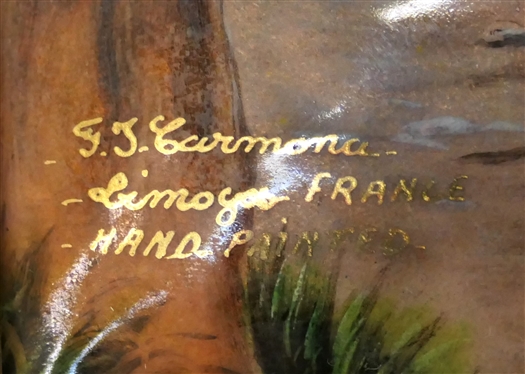 - F.J. Carmona -
- Limoges FRANCE
- HAND PAINTED -